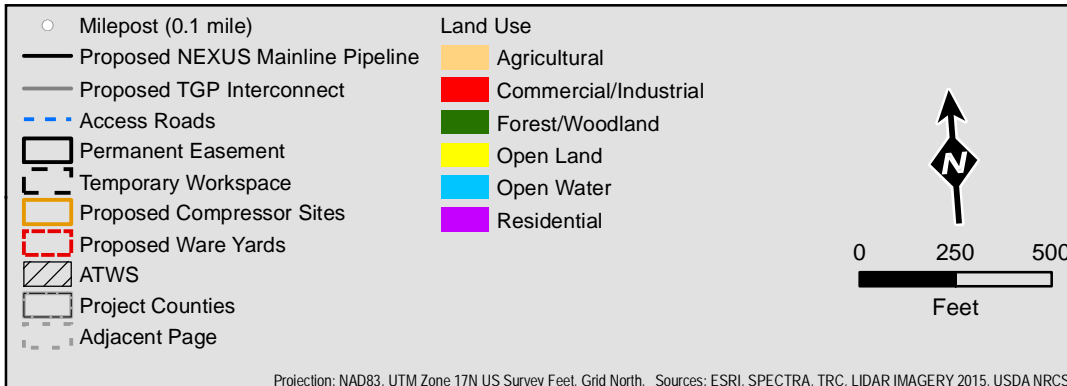 Milepost (0.1 mile)
Proposed NEXUS Mainline Pipeline
Proposed TGP Interconnect
Access Roads
Permanent Easement
Temporary Workspace
Proposed Compressor Sites
Proposed Ware Yards
ATWS
Project Counties
Adjacent Page
Land Use
Agricultural
Commercial/Industrial
Forest/Woodland
Open Land
Open Water
Residential
N
0 250 500
Feet
Projection: NAD83, UTM Zone 17N US Survey Feet, Grid North. Sources: ESRI, SPECTRA, TRC, LIDAR IMAGERY 2015, USDA NRCS